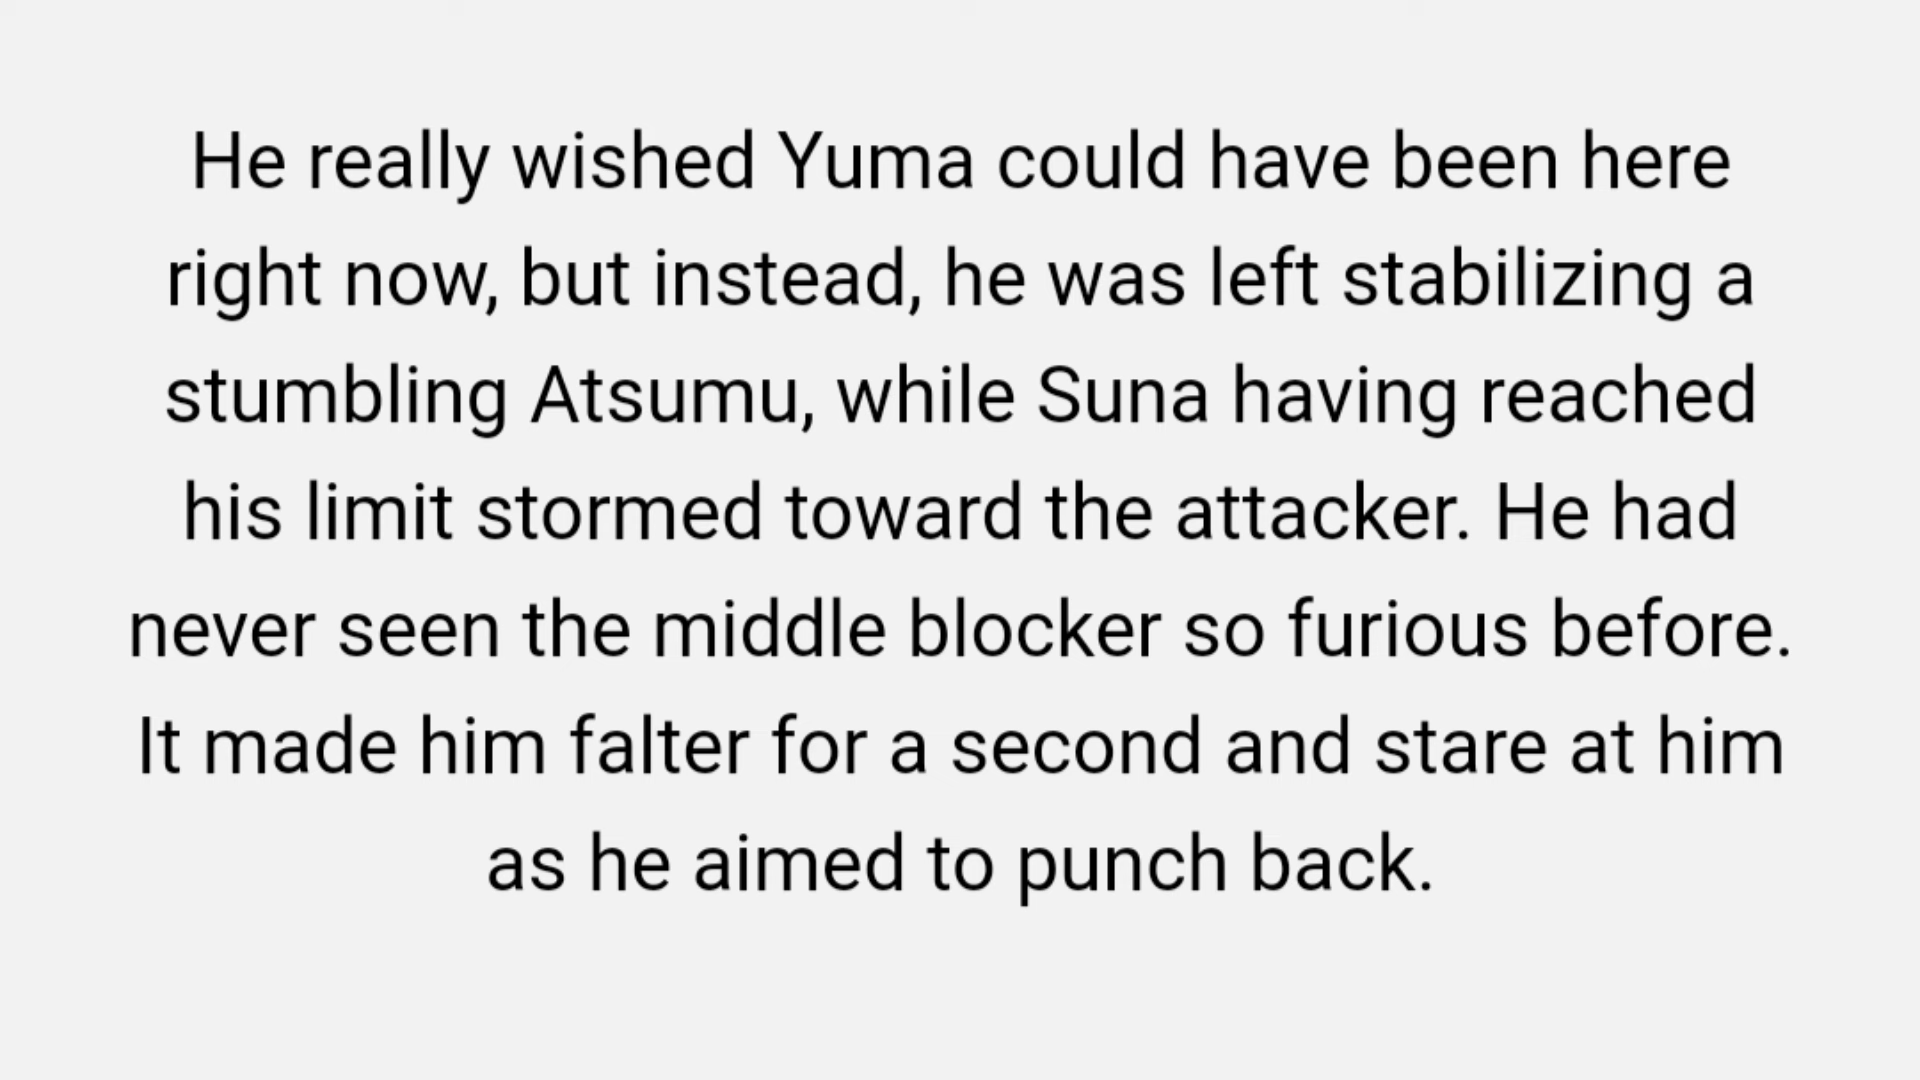 He really wished Yuma could have been here
right now, but instead, he was left stabilizing a
stumbling Atsumu, while Suna having reached
his limit stormed toward the attacker. He had
never seen the middle blocker so furious before.
It made him falter for a second and stare at him
as he aimed to punch back.